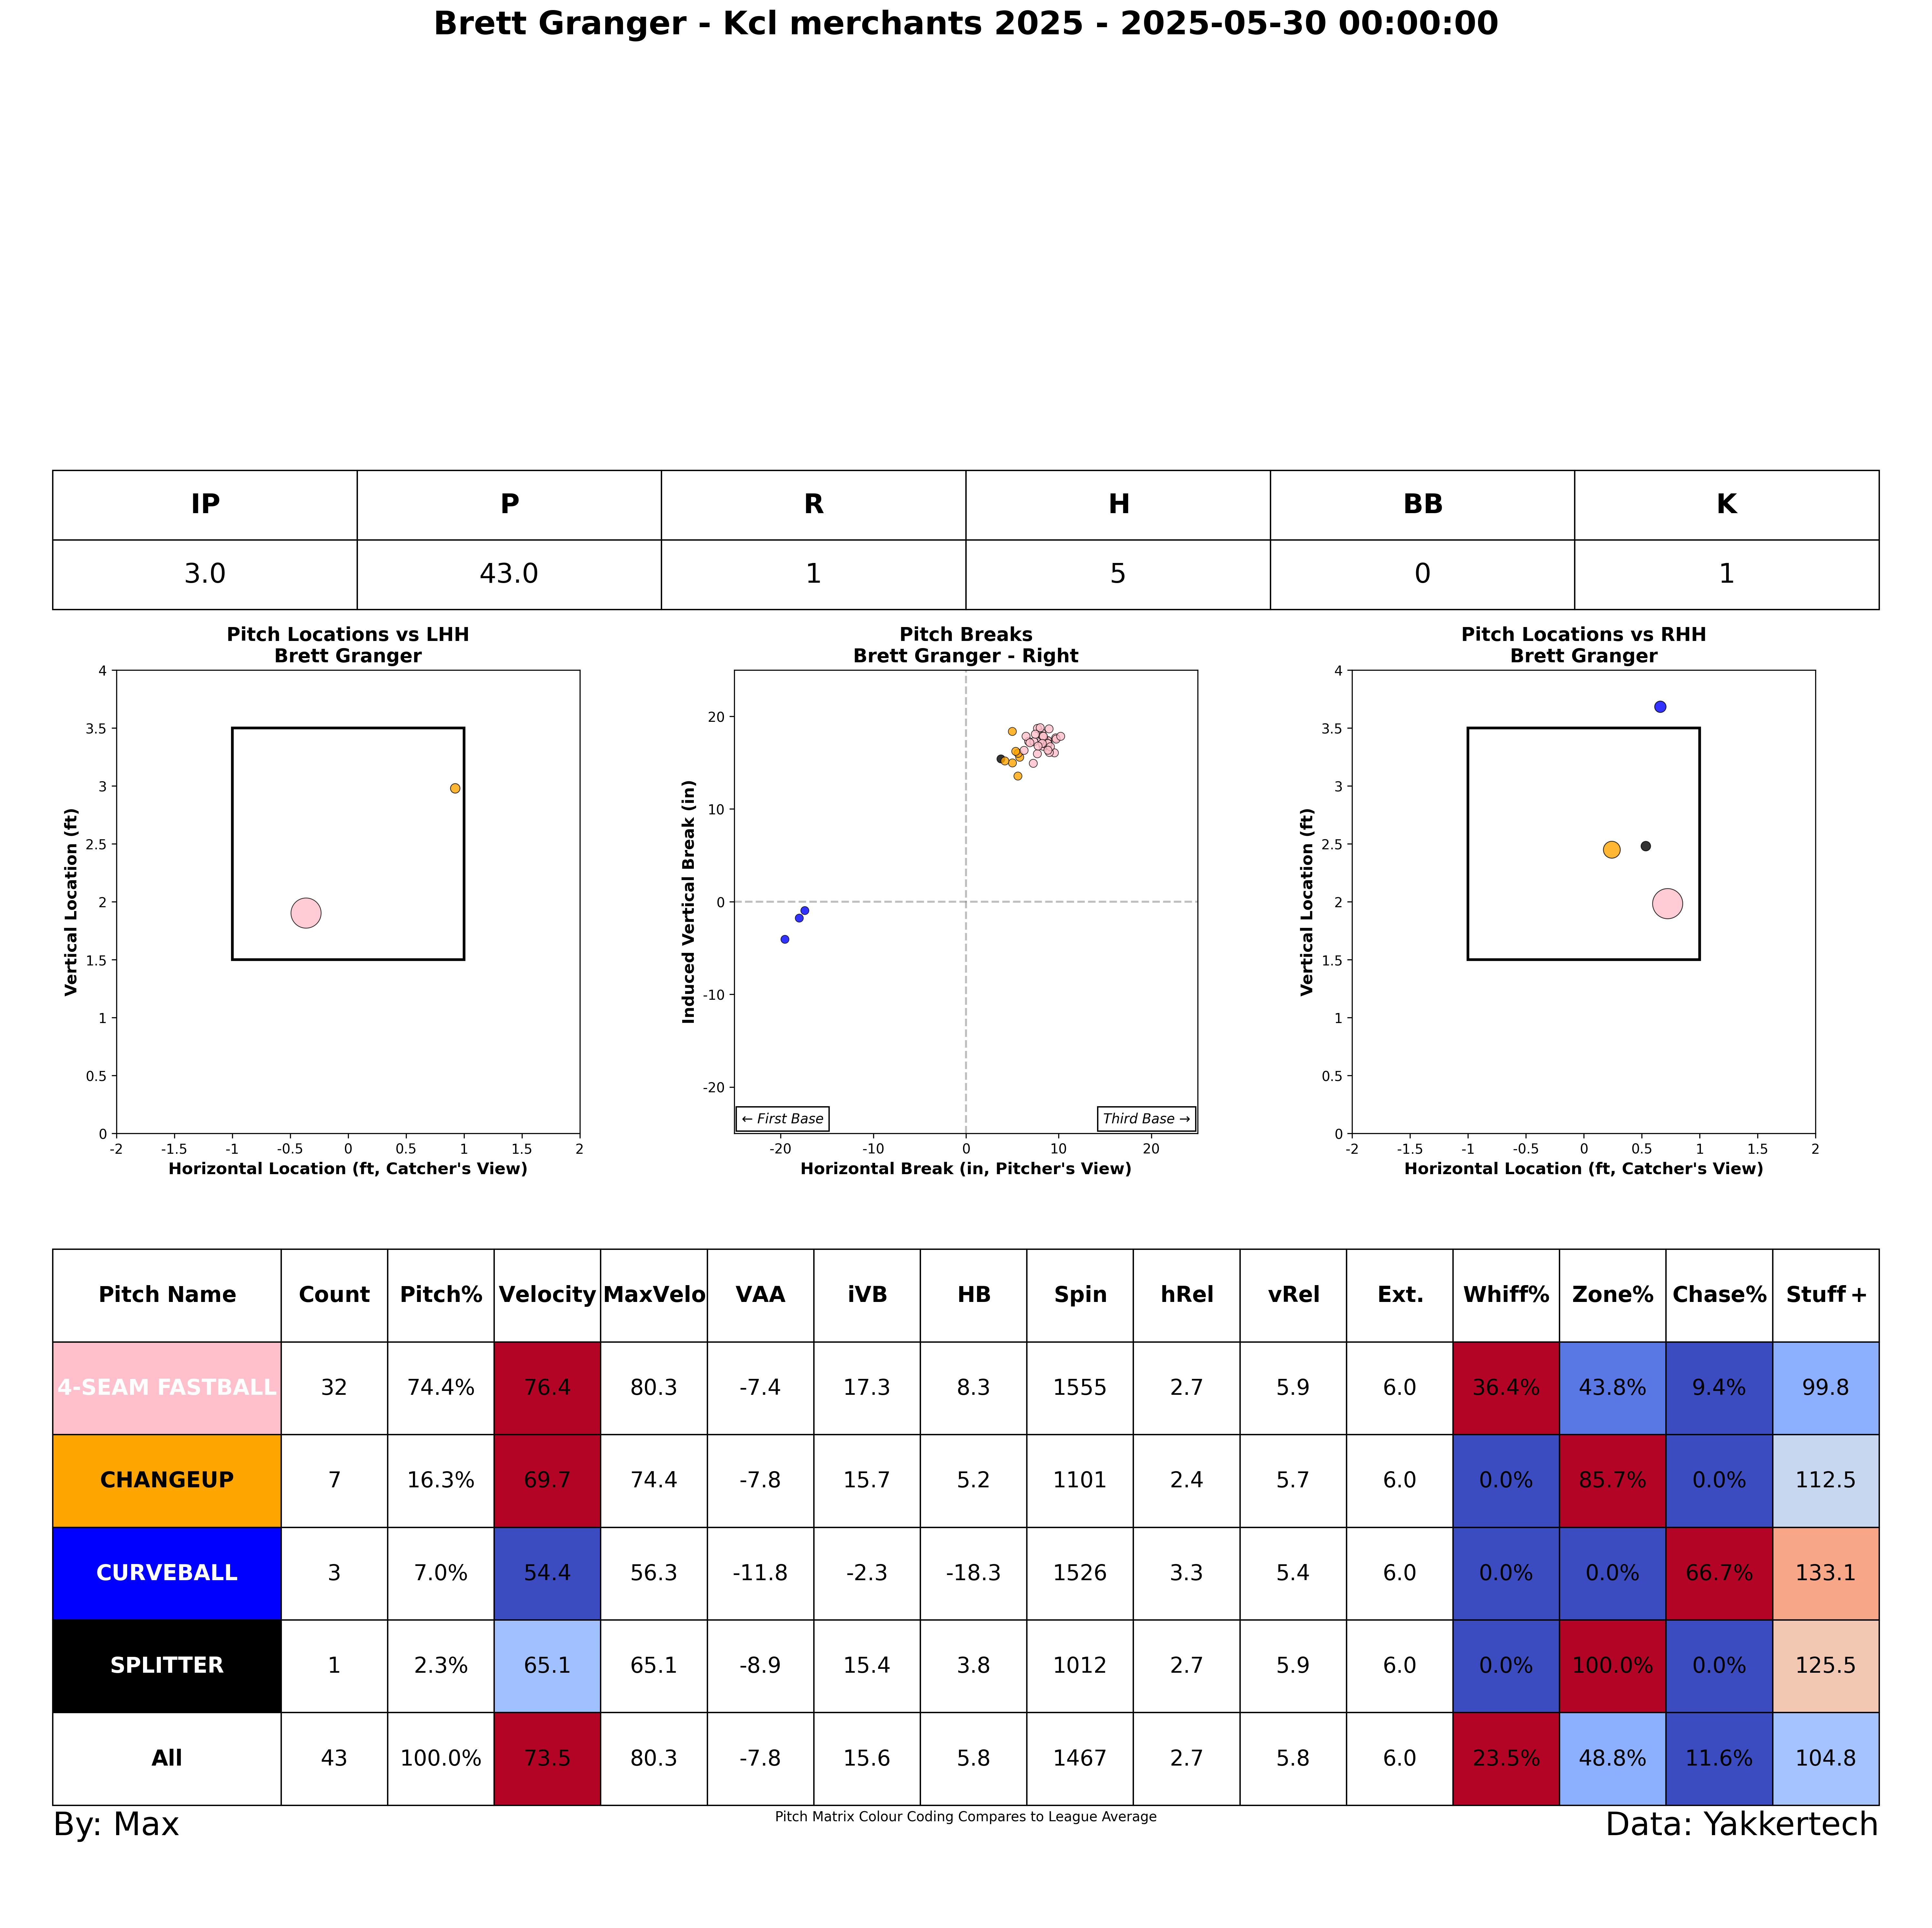 Brett Granger - Kcl merchants 2025 - 2025-05-30 00:00:00
IP P R H BB K
3.0 43.0 1 5 0 1
Pitch Locations vs LHH
Brett Granger
4
3.5
3
2.5
2
1.5
1
0.5
0
Vertical Location (ft)
-2 -1.5 -1 -0.5 0 0.5 1 1.5 2
Horizontal Location (ft, Catcher's View)
Pitch Breaks
Brett Granger - Right
20
10
0
-10
-20
Induced Vertical Break (in)
← First Base
Third Base →
-20 -10 0 10 20
Horizontal Break (in, Pitcher's View)
Pitch Locations vs RHH
Brett Granger
4
3.5
3
2.5
2
1.5
1
0.5
0
Vertical Location (ft)
-2 -1.5 -1 -0.5 0 0.5 1 1.5 2
Horizontal Location (ft, Catcher's View)
Pitch Name Count Pitch% Velocity MaxVelo VAA iVB HB Spin hRel vRel Ext. Whiff% Zone% Chase% Stuff+
4-SEAM FASTBALL 32 74.4% 76.4 80.3 -7.4 17.3 8.3 1555 2.7 5.9 6.0 36.4% 43.8% 9.4% 99.8
CHANGEUP 7 16.3% 69.7 74.4 -7.8 15.7 5.2 1101 2.4 5.7 6.0 0.0% 85.7% 0.0% 112.5
CURVEBALL 3 7.0% 54.4 56.3 -11.8 -2.3 -18.3 1526 3.3 5.4 6.0 0.0% 0.0% 66.7% 133.1
SPLITTER 1 2.3% 65.1 65.1 -8.9 15.4 3.8 1012 2.7 5.9 6.0 0.0% 100.0% 0.0% 125.5
All 43 100.0% 73.5 80.3 -7.8 15.6 5.8 1467 2.7 5.8 6.0 23.5% 48.8% 11.6% 104.8
By: Max
Pitch Matrix Colour Coding Compares to League Average
Data: Yakkertech